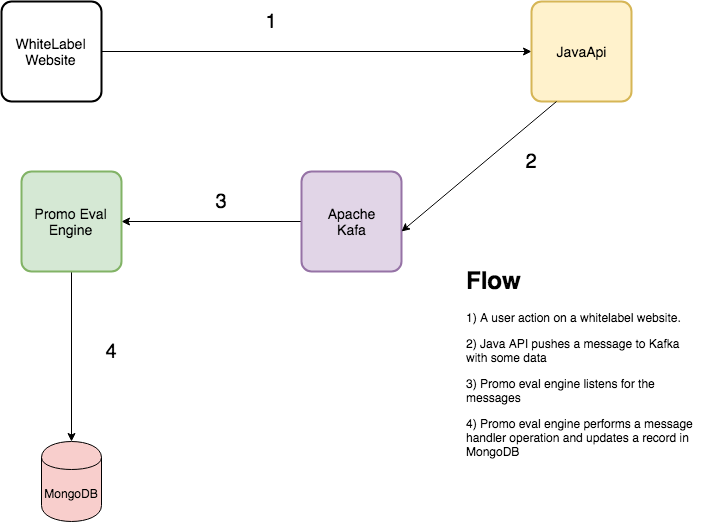 1
WhiteLabel
Website
JavaApi
2
3
Promo Eval
Engine
Apache
Kafa
4
MongoDB
Flow
1) A user action on a whitelabel website.
2) Java API pushes a message to Kafka
with some data
3) Promo eval engine listens for the
messages
4) Promo eval engine performs a message
handler operation and updates a record in
MongoDB